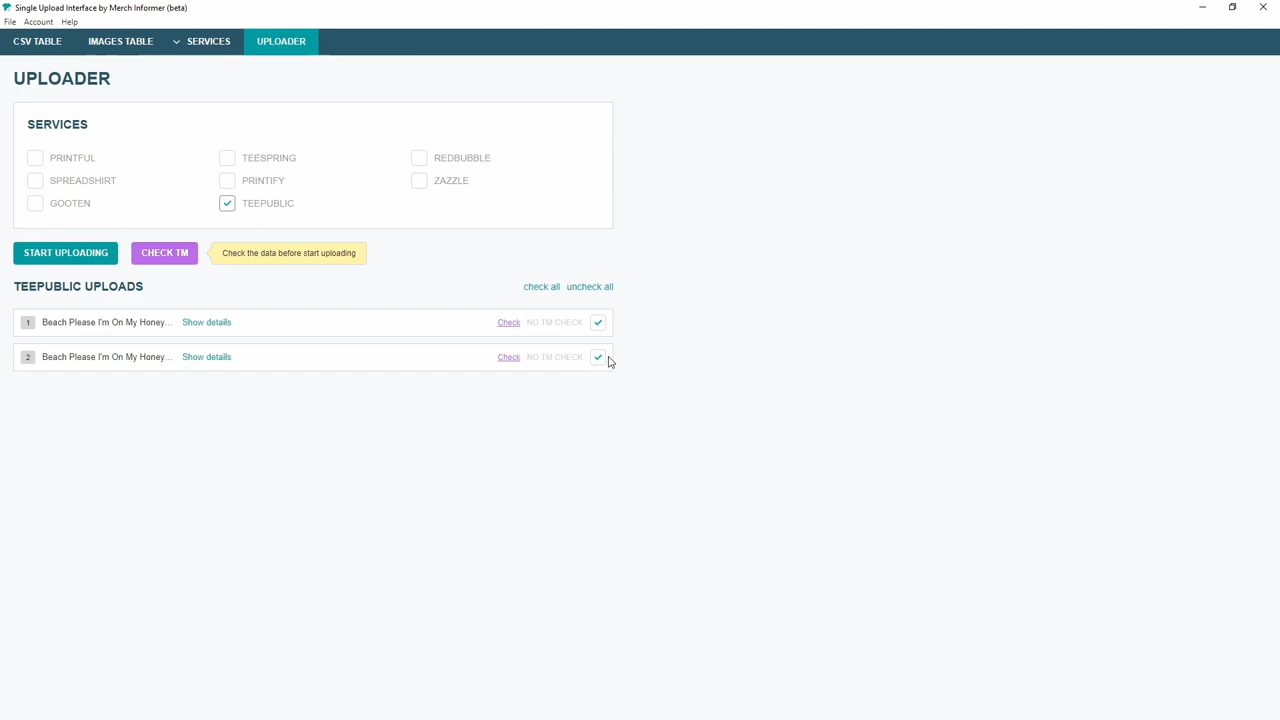 Single Upload Interface by Merch Informer (beta)
File Account Help
CSV TABLE IMAGES TABLE SERVICES UPLOADER
UPLOADER
SERVICES
PRINTFUL TEESPRING REDBUBBLE
SPREADSHIRT PRINTIFY ZAZZLE
GOOTEN TEEPUBLIC
START UPLOADING CHECK TM Check the data before start uploading
TEEPUBLIC UPLOADS check all uncheck all
1 Beach Please I'm On My Honey... Show details Check NO TM CHECK
2 Beach Please I'm On My Honey... Show details Check NO TM CHECK